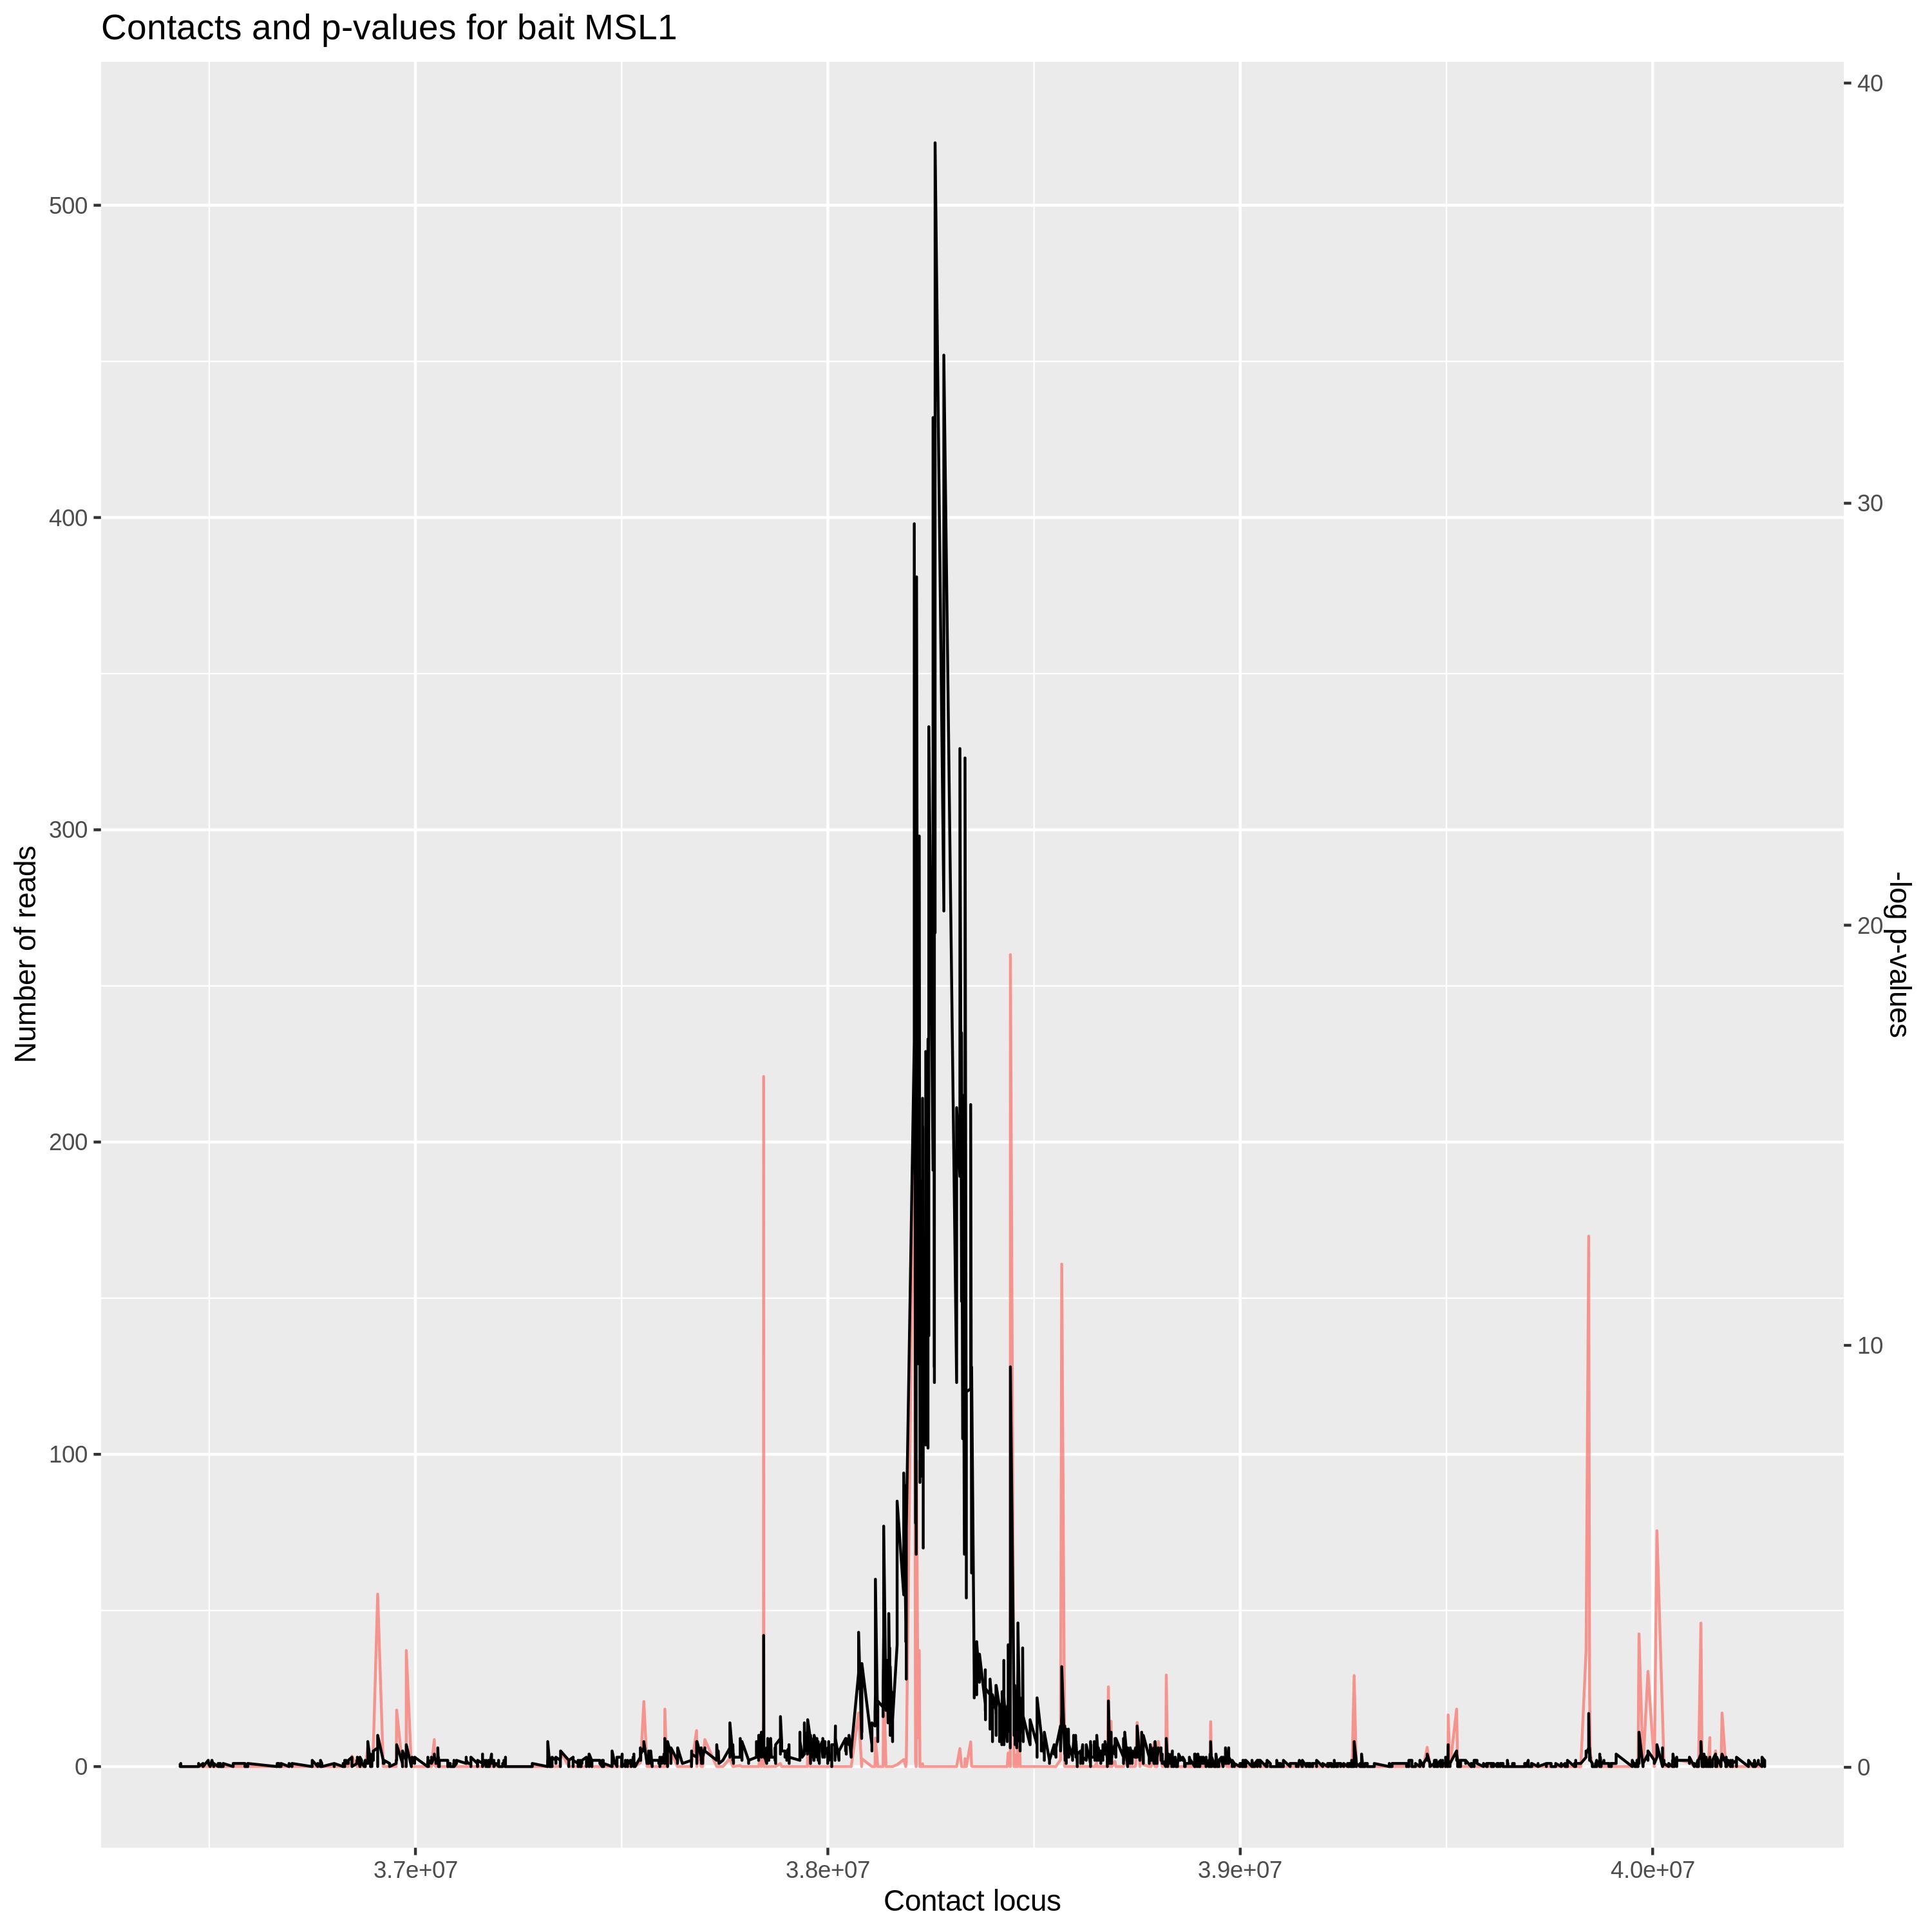 Contacts and p-values for bait MSL1
40
500
400
30
300
Number of reads
20
-log p-values
200
10
100
0
0
3.7e+07
3.8e+07
3.9e+07
4.0e+07
Contact locus